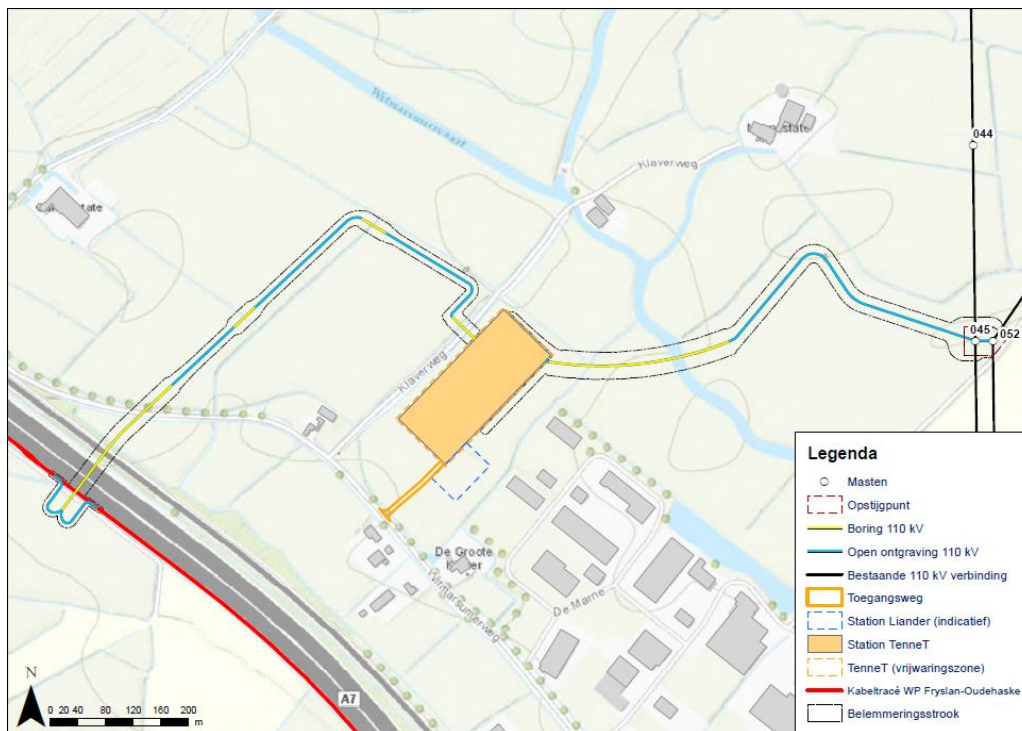 Witmarsumervaart
044
Klaverweg
045
052
Klaverweg
De Groote
Witmarsumerweg
De Marne
A7
N
0 20 40 80 120 160 200
m
Legenda
Masten
Opstijgpunt
Boring 110 kV
Open ontgraving 110 kV
Bestaande 110 kV verbinding
Toegangsweg
Station Liander (indicatief)
Station TenneT
TenneT (vrijwaringszone)
Kabeltracé WP Fryslan-Oudehaske
Belemmeringsstrook